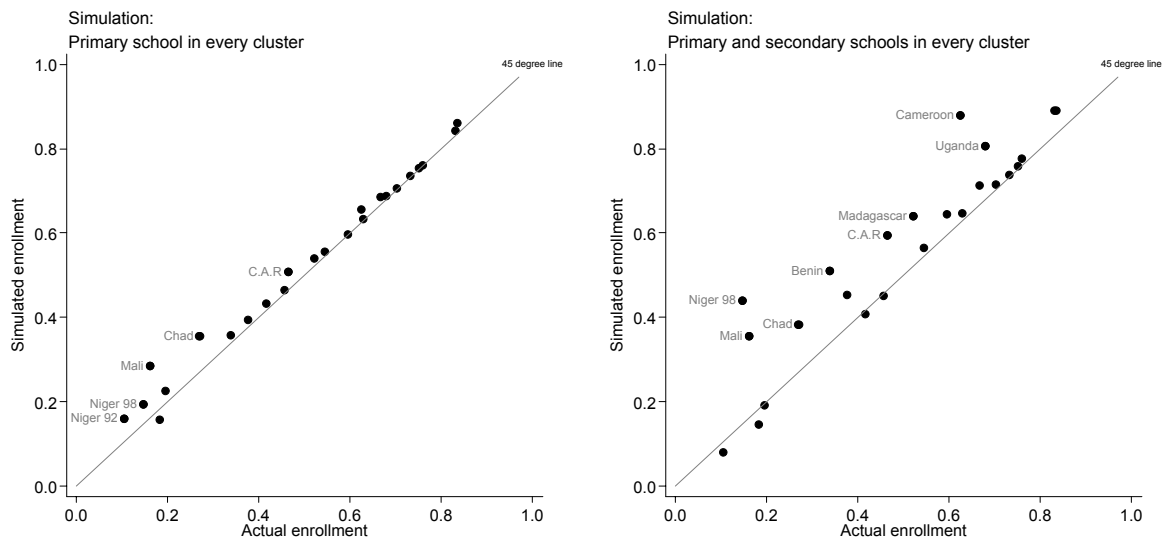 Simulation:
Primary school in every cluster
1.0
45 degree line
0.8
0.6
C.A.R
0.4
Chad
Mali
0.2
Niger 98
Niger 92
0.0
0.0 0.2 0.4 0.6 0.8 1.0
Actual enrollment
Simulated enrollment
Simulation:
Primary and secondary schools in every cluster
1.0
45 degree line
Cameroon
0.8
Uganda
Madagascar
0.6
C.A.R
Benin
Niger 98
0.4
Chad
Mali
0.2
0.0
0.0 0.2 0.4 0.6 0.8 1.0
Actual enrollment
Simulated enrollment